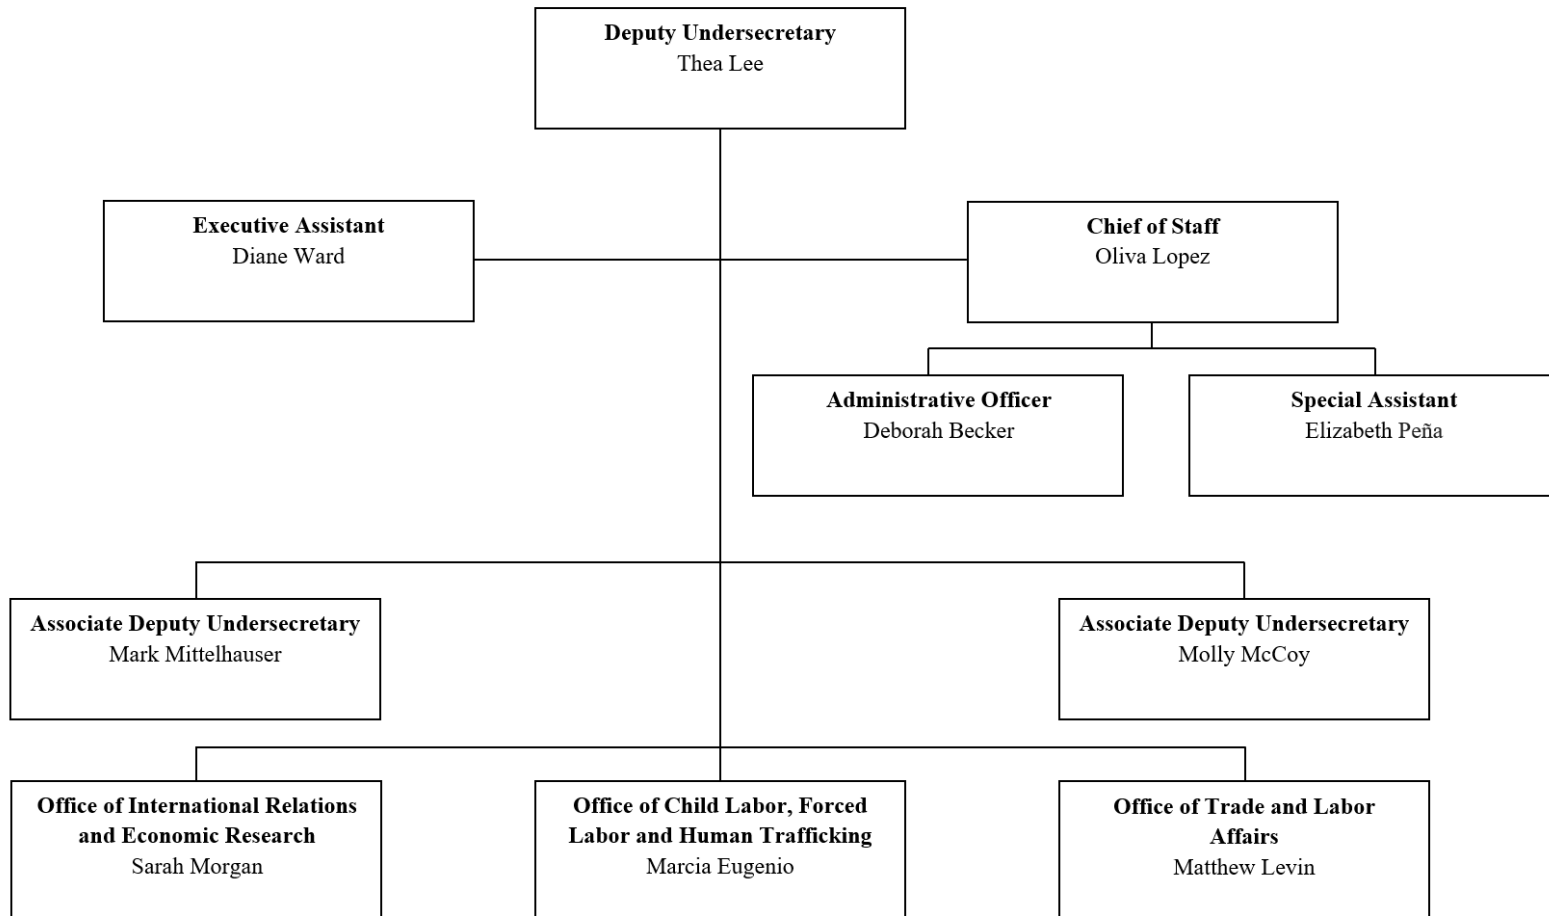 Deputy Undersecretary
Thea Lee
Executive Assistant
Diane Ward
Chief of Staff
Oliva Lopez
Administrative Officer
Deborah Becker
Special Assistant
Elizabeth Peña
Associate Deputy Undersecretary
Mark Mittelhauser
Associate Deputy Undersecretary
Molly McCoy
Office of International Relations
and Economic Research
Sarah Morgan
Office of Child Labor, Forced
Labor and Human Trafficking
Marcia Eugenio
Office of Trade and Labor
Affairs
Matthew Levin